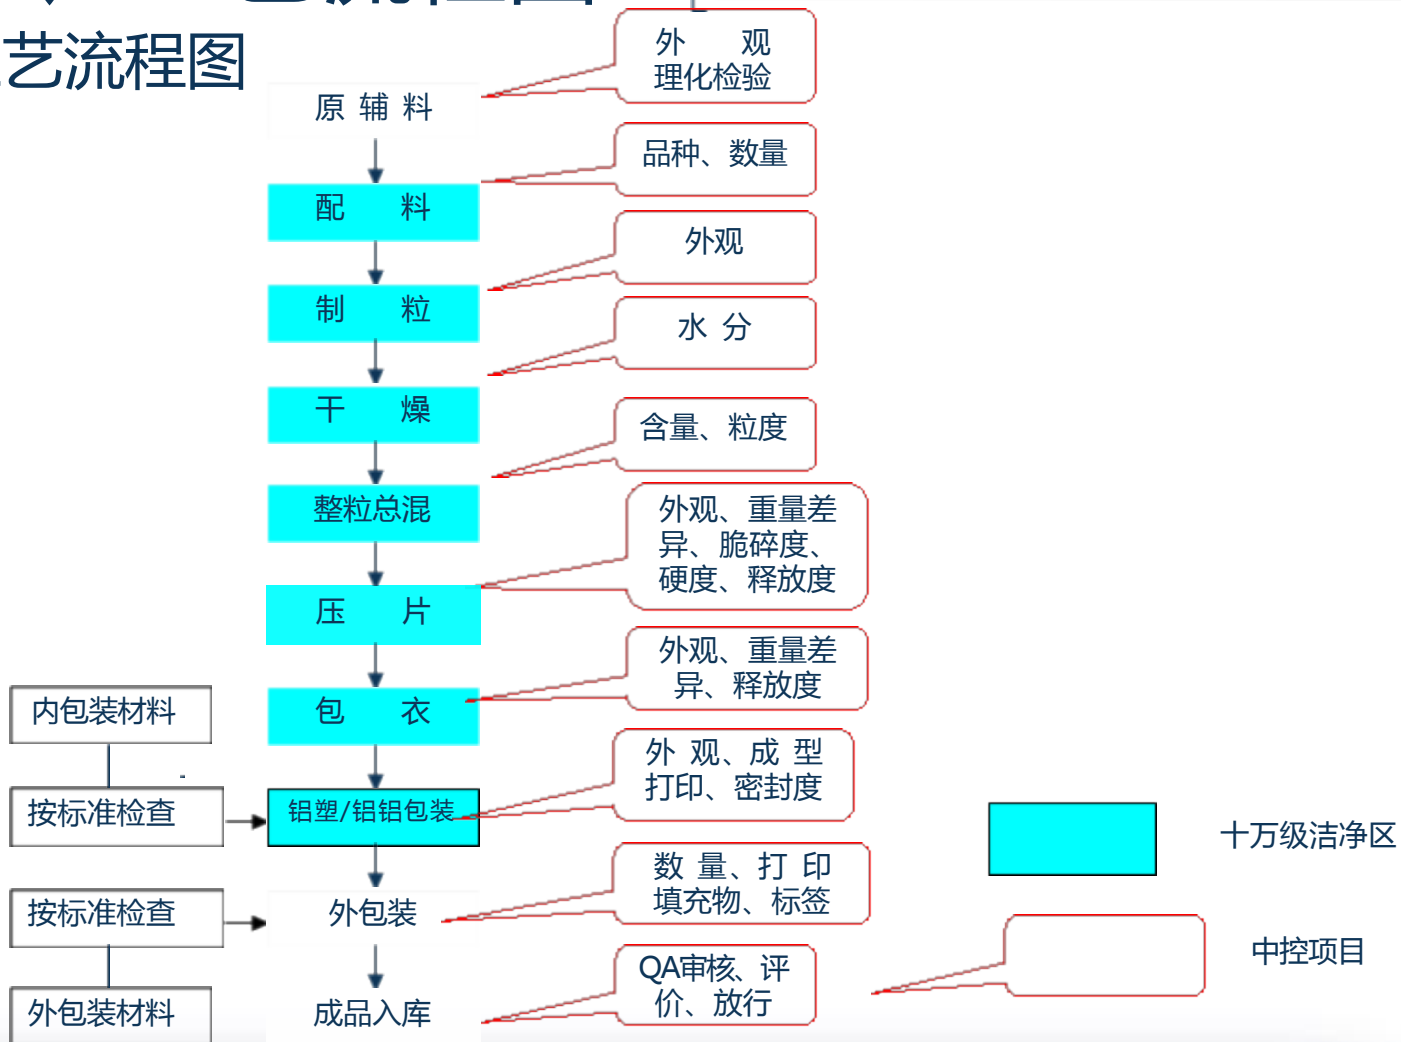 艺流程图
外 观
理化检验
原 辅 料
品种、数量
配 料
外观
制 粒
水 分
干 燥
含量、粒度
整粒总混
外观、重量差
异、脆碎度、
硬度、释放度
压 片
外观、重量差
异、释放度
内包装材料
包 衣
外 观、成 型
打印、密封度
按标准检查
铝塑/铝铝包装
十万级洁净区
数 量、打 印
填充物、标签
按标准检查
外包装
中控项目
QA审核、评
价、放行
外包装材料
成品入库